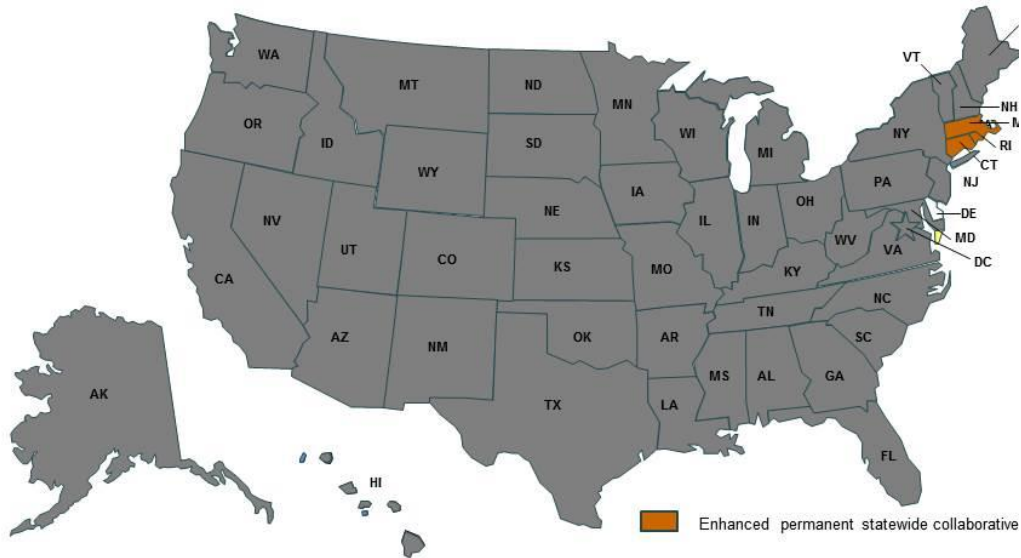 WA
MT
ND
MN
VT
NH
M
RI
CT
NJ
OR
ID
SD
WI
MI
NY
WY
IA
PA
NE
IL
IN
OH
DE
NV
UT
CO
KS
MO
WV
VA
MD
DC
CA
KY
NC
TN
AZ
NM
OK
AR
SC
MS
AL
GA
AK
TX
LA
FL
HI
Enhanced permanent statewide collaborative